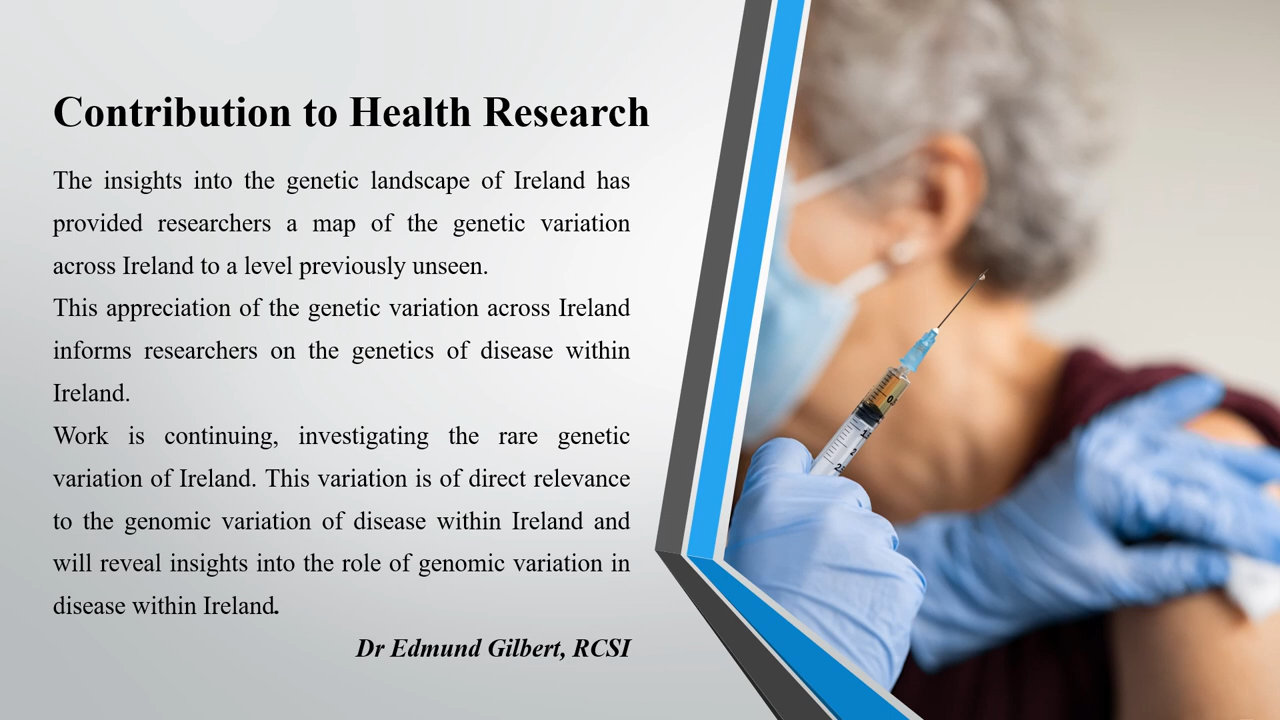 Contribution to Health Research
The insights into the genetic landscape of Ireland has
provided researchers a map of the genetic variation
across Ireland to a level previously unseen.
This appreciation of the genetic variation across Ireland
informs researchers on the genetics of disease within
Ireland.
Work is continuing, investigating the rare genetic
variation of Ireland. This variation is of direct relevance
to the genomic variation of disease within Ireland and
will reveal insights into the role of genomic variation in
disease within Ireland.
Dr Edmund Gilbert, RCSI